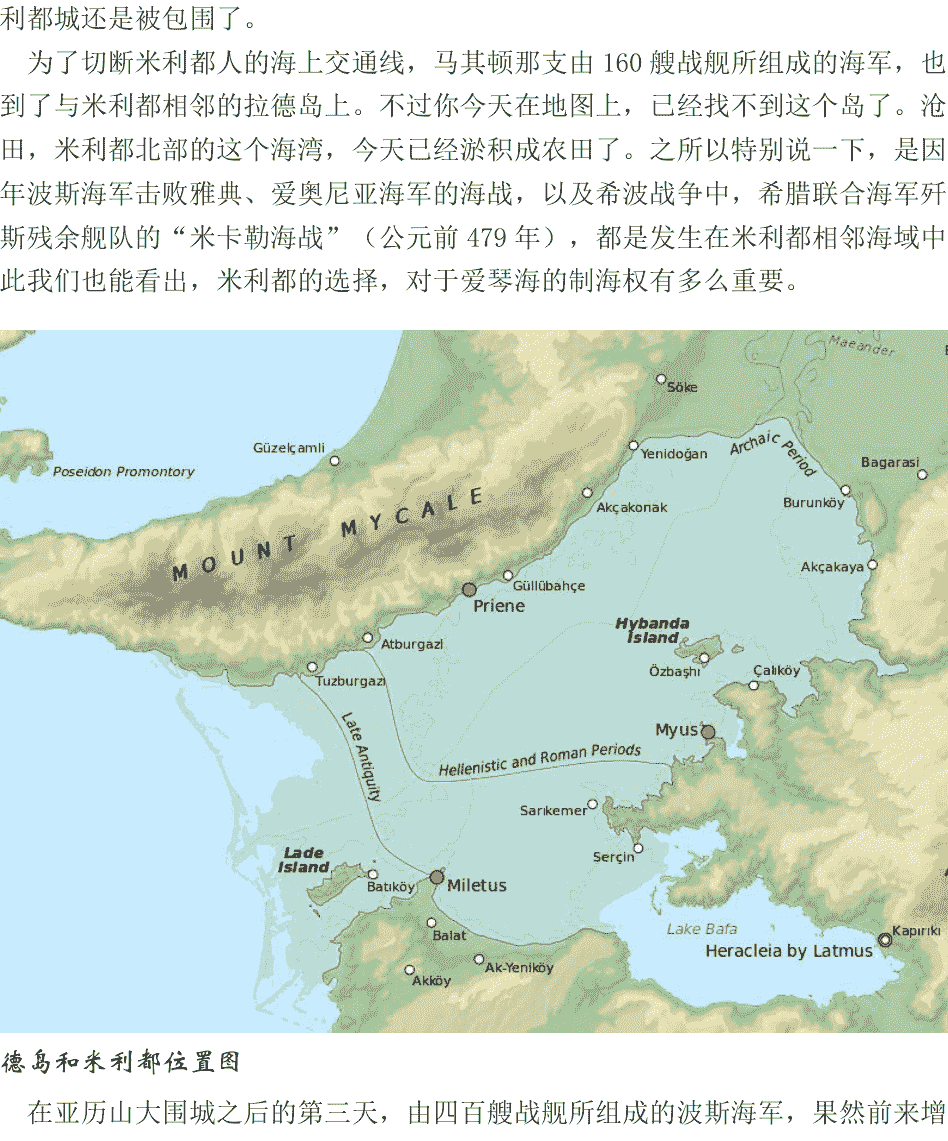 利都城还是被包围了。
为了切断米利都人的海上交通线，马其顿那支由 160 艘战舰所组成的海军，也
到了与米利都相邻的拉德岛上。不过你今天在地图上，已经找不到这个岛了。沧
田，米利都北部的这个海湾，今天已经淤积成农田了。之所以特别说一下，是因
年波斯海军击败雅典、爱奥尼亚海军的海战，以及希波战争中，希腊联合海军歼
斯残余舰队的“米卡勒海战”（公元前 479 年），都是发生在米利都相邻海域中
此我们也能看出，米利都的选择，对于爱琴海的制海权有多么重要。
Maeander
Söke
Güzelçamli
Poseidon Promontory
Yenidoğan
Archaic Period
Bagarasi
Burunköy
MOUNT MYCALE
Akçakonak
Akçakaya
Güllübahçe
Priene
Hybanda
Island
Atburgazi
Özbaşhı
Çalıköy
Tuzburgazı
Late Antiquity
Myus
Hellenistic and Roman Periods
Sarıkemer
Serçin
Lade
Island
Batıköy
Miletus
Lake Bafa
Kapırıkı
Balat
Heracleia by Latmus
Ak-Yeniköy
Akköy
德岛和米利都位置图
在亚历山大围城之后的第三天，由四百艘战舰所组成的波斯海军，果然前来增